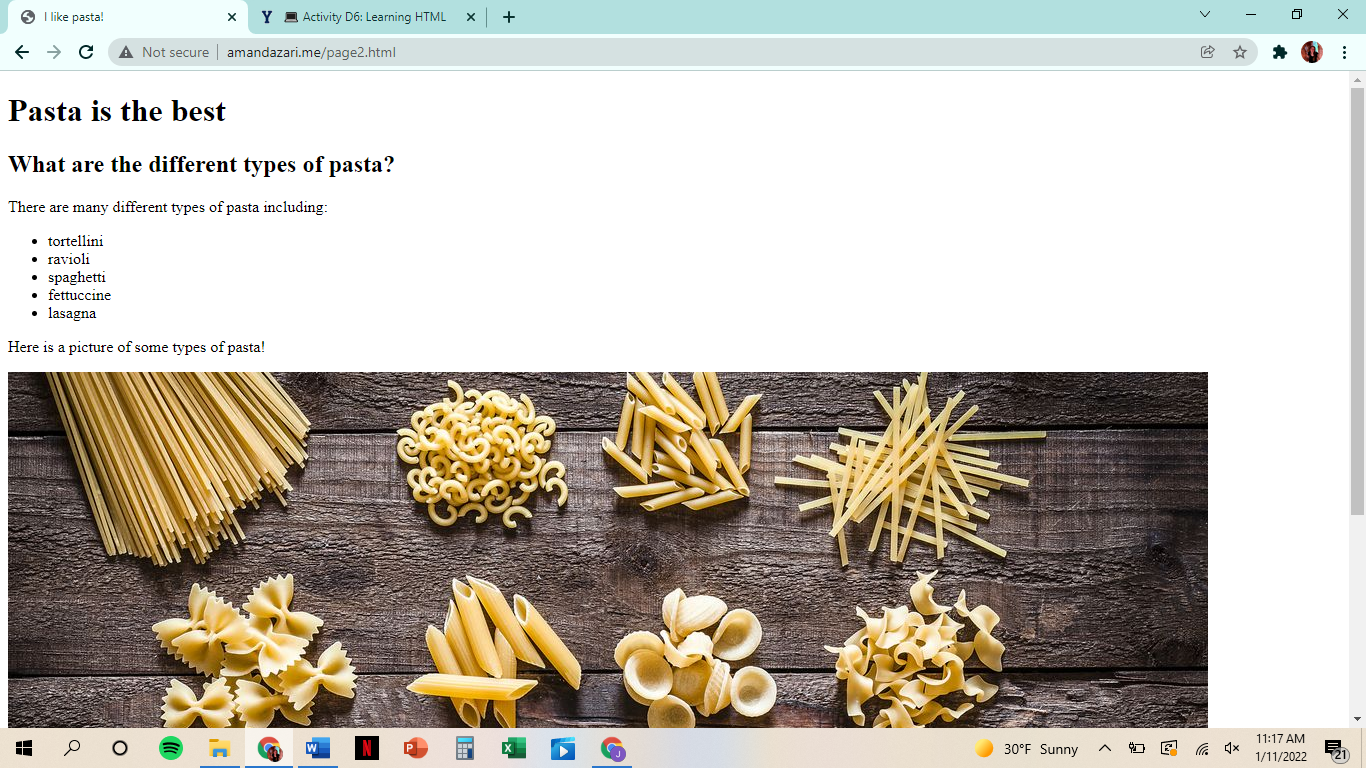 I like pasta!
Activity D6: Learning HTML
Not secure
amandazari.me/page2.html
Pasta is the best
What are the different types of pasta?
There are many different types of pasta including:
• tortellini
• ravioli
• spaghetti
• fettuccine
• lasagna
Here is a picture of some types of pasta!
30°F Sunny
11:17 AM
1/11/2022
21